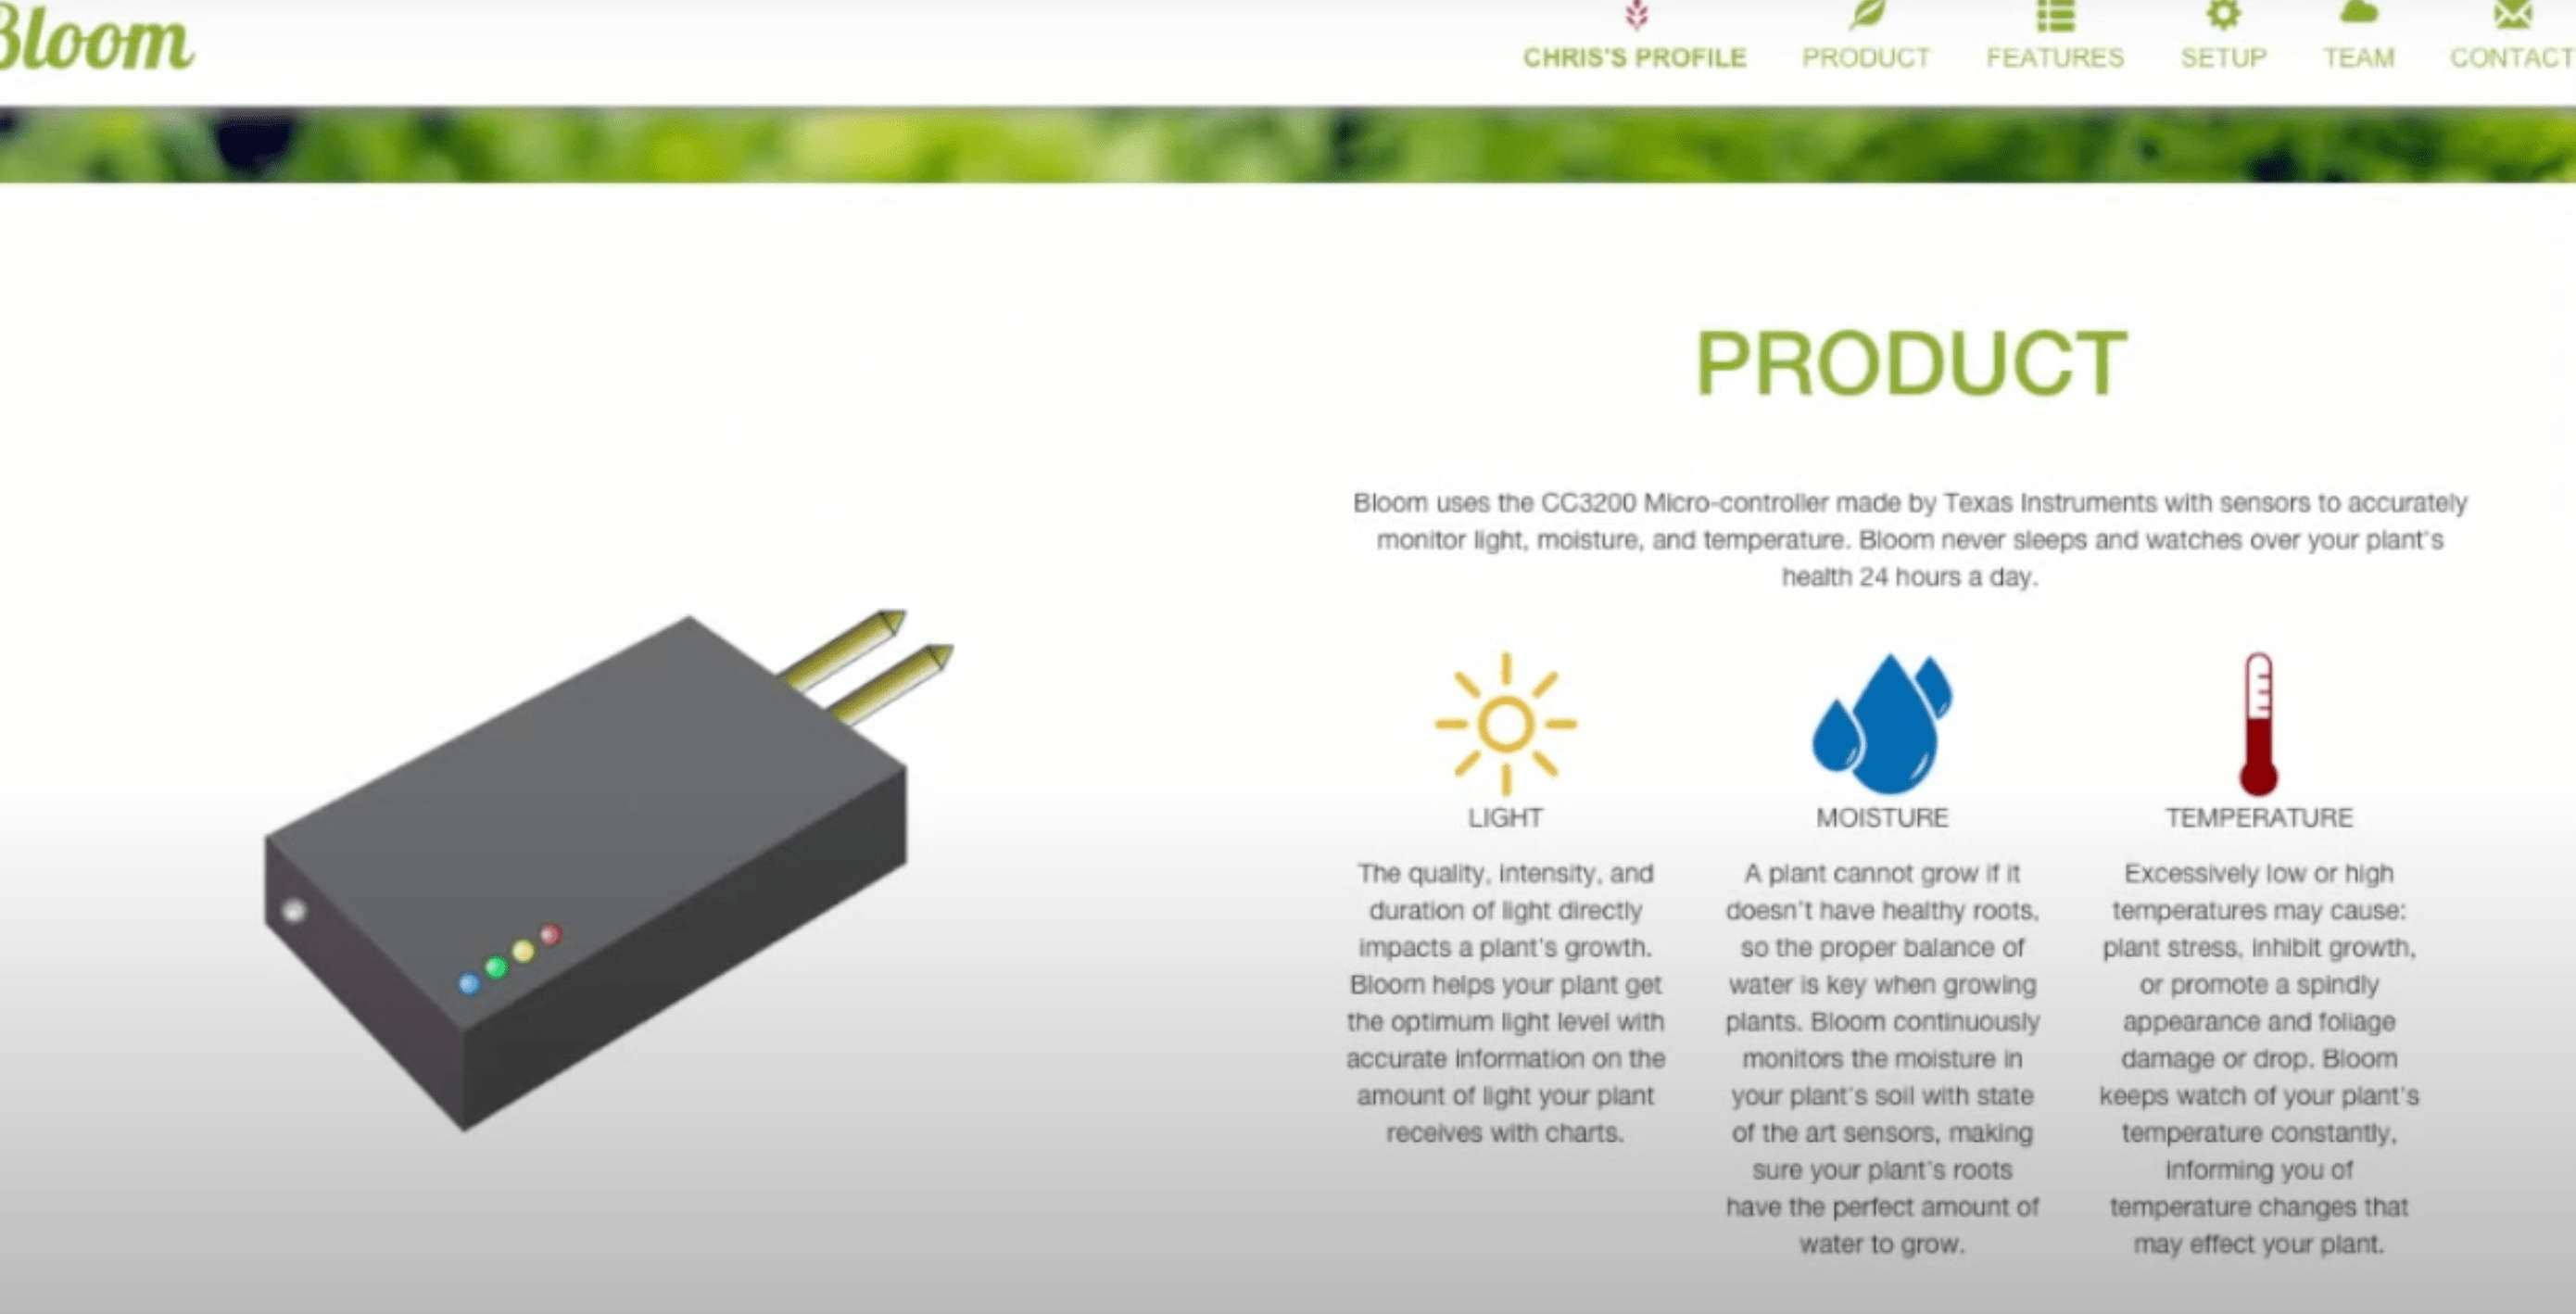 Bloom
CHRIS'S PROFILE
PRODUCT
FEATURES
SETUP
TEAM
CONTACT
PRODUCT
Bloom uses the CC3200 Micro-controller made by Texas Instruments with sensors to accurately
monitor light, moisture, and temperature. Bloom never sleeps and watches over your plant's
health 24 hours a day.
LIGHT
The quality, intensity, and
duration of light directly
impacts a plant's growth.
Bloom helps your plant get
the optimum light level with
accurate information on the
amount of light your plant
receives with charts.
MOISTURE
A plant cannot grow if it
doesn't have healthy roots,
so the proper balance of
water is key when growing
plants. Bloom continuously
monitors the moisture in
your plant's soil with state
of the art sensors, making
sure your plant's roots
have the perfect amount of
water to grow.
TEMPERATURE
Excessively low or high
temperatures may cause:
plant stress, inhibit growth,
or promote a spindly
appearance and foliage
damage or drop. Bloom
keeps watch of your plant's
temperature constantly,
informing you of
temperature changes that
may effect your plant.